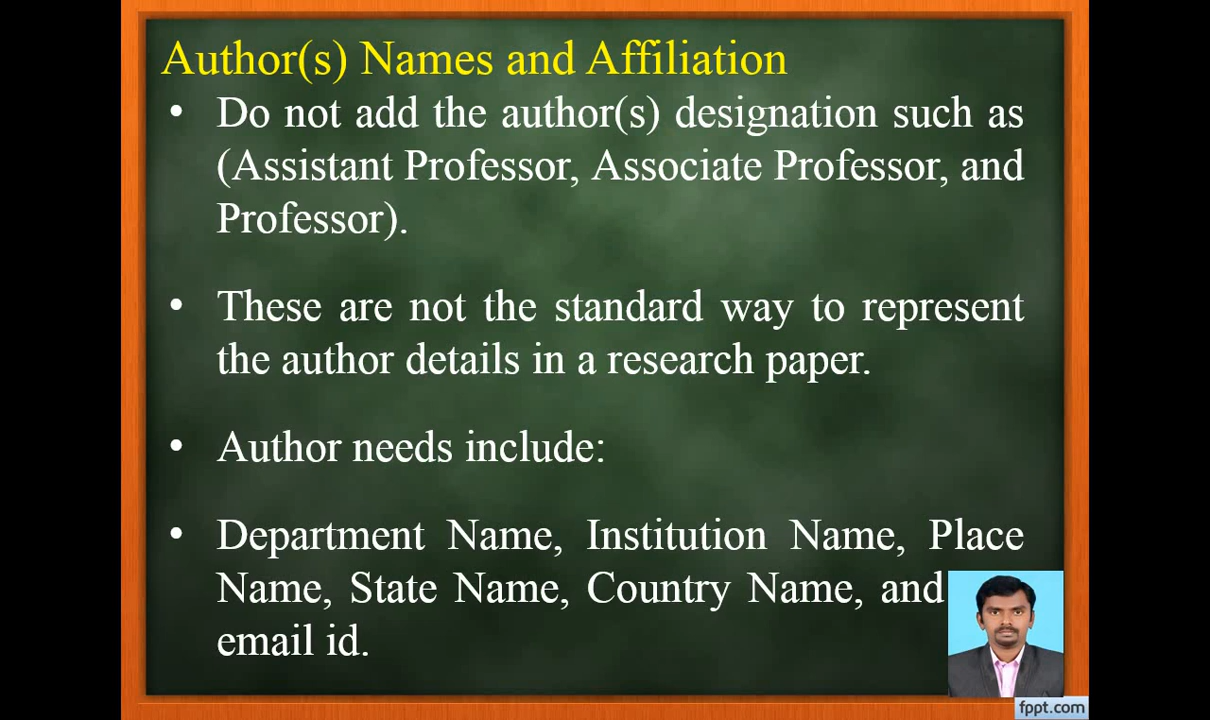 Author(s) Names and Affiliation
• Do not add the author(s) designation such as
(Assistant Professor, Associate Professor, and
Professor).
• These are not the standard way to represent
the author details in a research paper.
• Author needs include:
• Department Name, Institution Name, Place
Name, State Name, Country Name, and
email id.
fppt.com